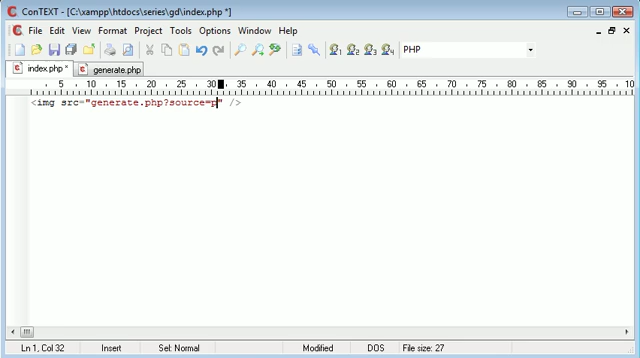 ConTEXT - [C:\xampp\htdocs\series\gd\index.php *]
File Edit View Format Project Tools Options Window Help
PHP
index.php * generate.php
5 10 15 20 25 30 35 40 45 50 55 60 65 70 75 80 85 90 95 100
<img src="generate.php?source=p" />
Ln 1, Col 32 Insert Sel: Normal Modified DOS File size: 27